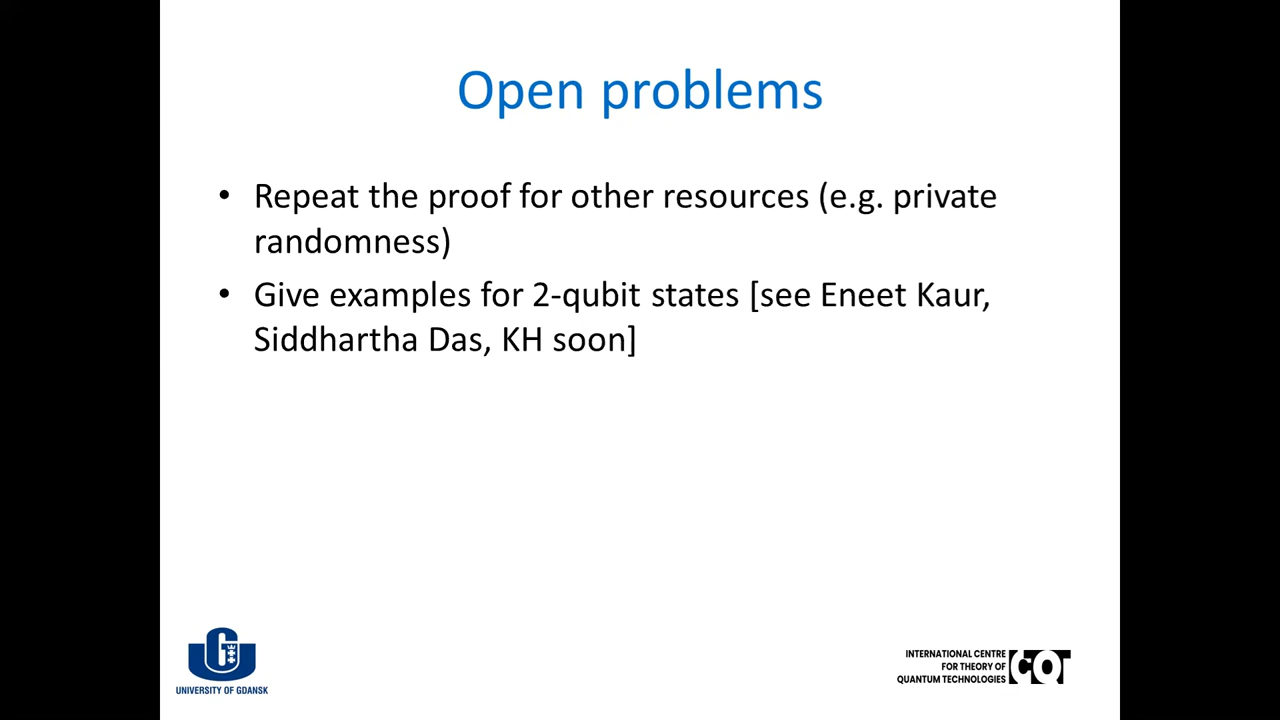 Open problems
• Repeat the proof for other resources (e.g. private
randomness)
• Give examples for 2-qubit states [see Eneet Kaur,
Siddhartha Das, KH soon]
UNIVERSITY OF GDANSK
INTERNATIONAL CENTRE
FOR THEORY OF
QUANTUM TECHNOLOGIES